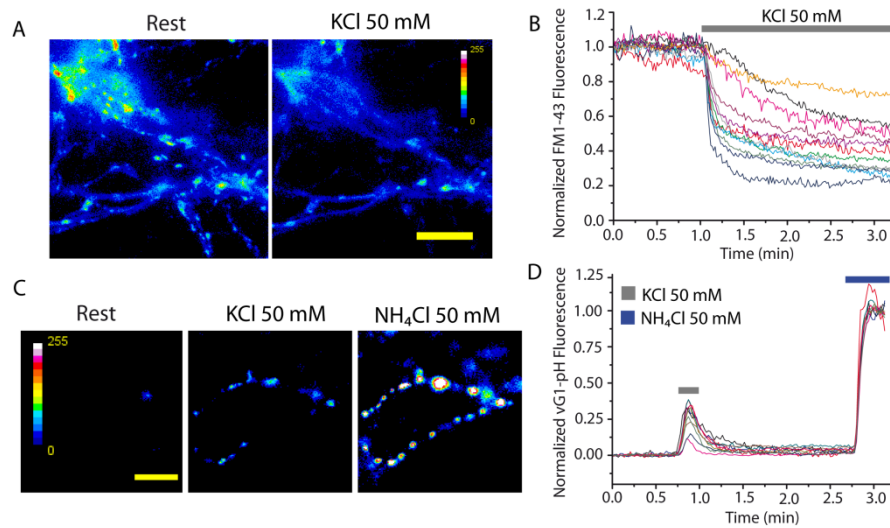 A
Rest
KCl 50 mM
255
0
B
KCl 50 mM
Normalized FM1-43 Fluorescence
1.2
1.0
0.8
0.6
0.4
0.2
0.0
0.0 0.5 1.0 1.5 2.0 2.5 3.0
Time (min)
C
Rest
KCl 50 mM
NH₄Cl 50 mM
255
0
D
KCl 50 mM
NH₄Cl 50 mM
Normalized vG1-pH Fluorescence
1.25
1.00
0.75
0.50
0.25
0.00
0.0 0.5 1.0 1.5 2.0 2.5 3.0
Time (min)